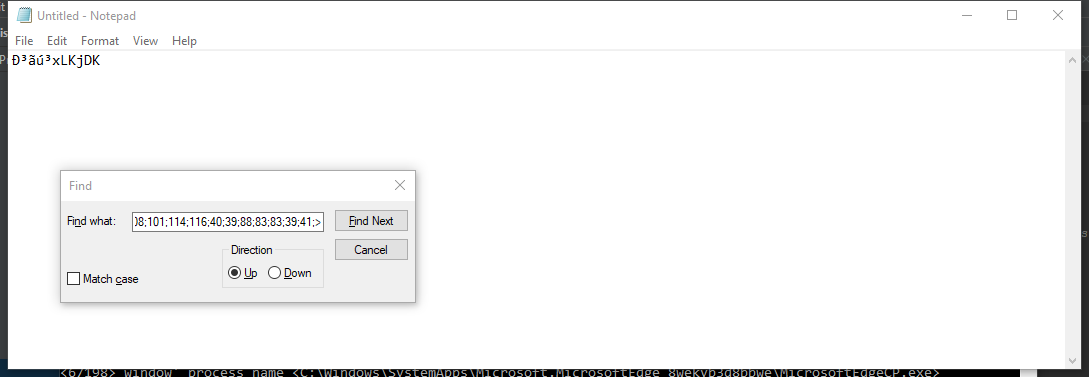 Untitled - Notepad
File Edit Format View Help
Ð³ãú³xLKjDK
Find
Find what: 08;101;114;116;40;39;88;83;83;39;41;>
Find Next
Direction
Cancel
Up Down
Match case
<6/198> window' process name <C:\Windows\SystemApps\Microsoft.MicrosoftEdge_8wekyb3d8bbwe\MicrosoftEdgeCP.exe>